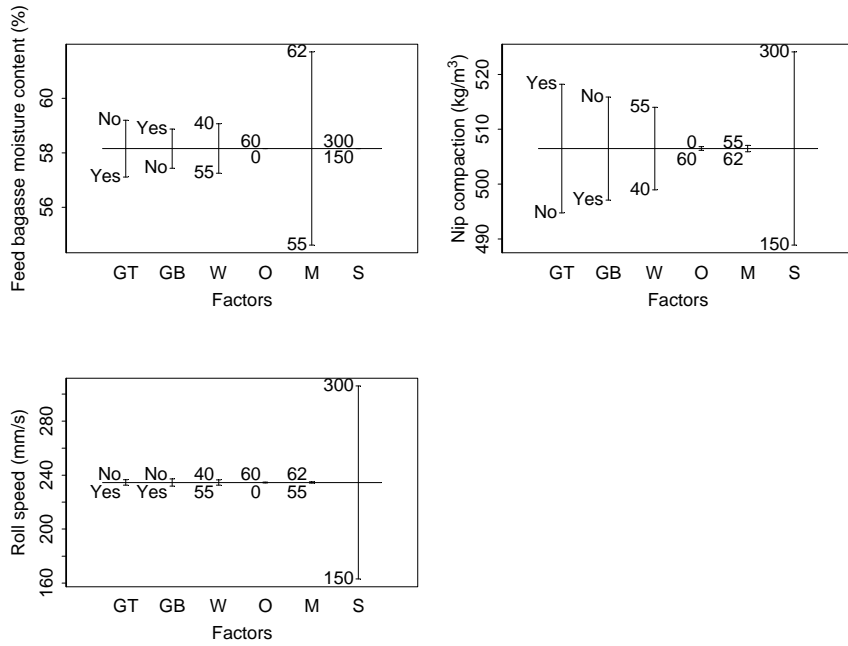 Feed bagasse moisture content (%)
56 58 60
No
Yes
Yes
No
40
55
60
0
62
55
300
150
GT GB W O M S
Factors
Nip compaction (kg/m³)
490 500 510 520
Yes
No
No
Yes
55
40
0
60
55
62
300
150
GT GB W O M S
Factors
Roll speed (mm/s)
160 200 240 280
No
Yes
No
Yes
40
55
60
0
62
55
300
150
GT GB W O M S
Factors